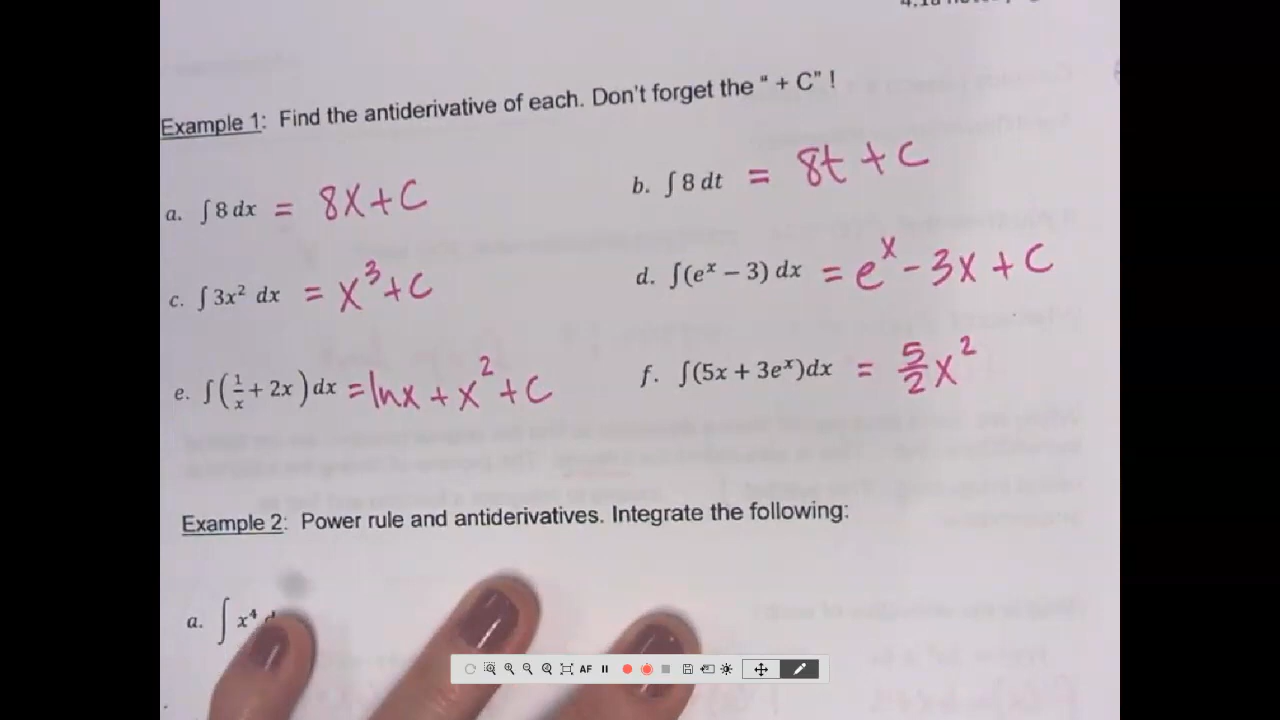 Example 1: Find the antiderivative of each. Don't forget the " + C" !
a. ∫ 8 dx = 8x + C
b. ∫ 8 dt = 8t + C
c. ∫ 3x² dx = x³ + C
d. ∫(eˣ − 3) dx = eˣ − 3x + C
e. ∫(1/x + 2x) dx = ln x + x² + C
f. ∫(5x + 3eˣ)dx = 5/2 x²
Example 2: Power rule and antiderivatives. Integrate the following:
a. ∫ x⁴
AF